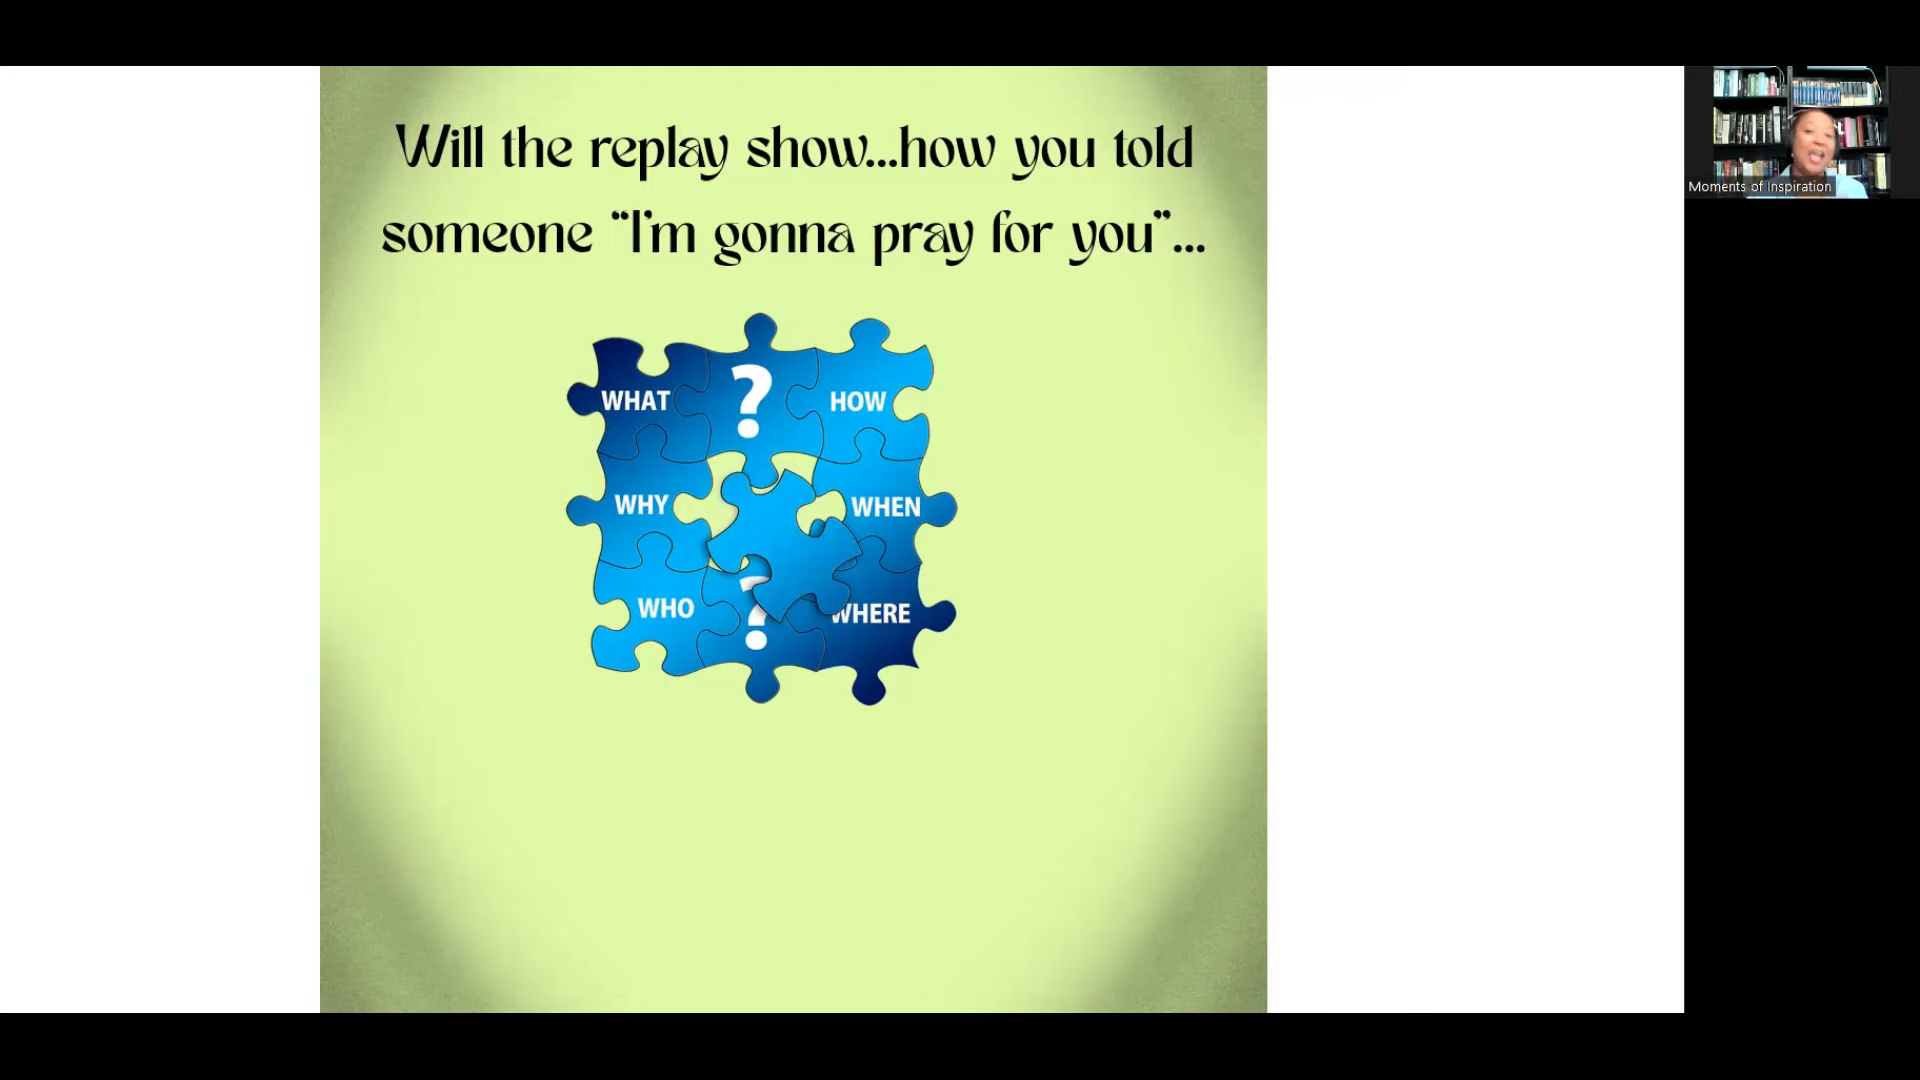 Will the replay show...how you told
someone “I'm gonna pray for you”...
WHAT
?
HOW
WHY
WHEN
WHO
?
WHERE
Moments of Inspiration